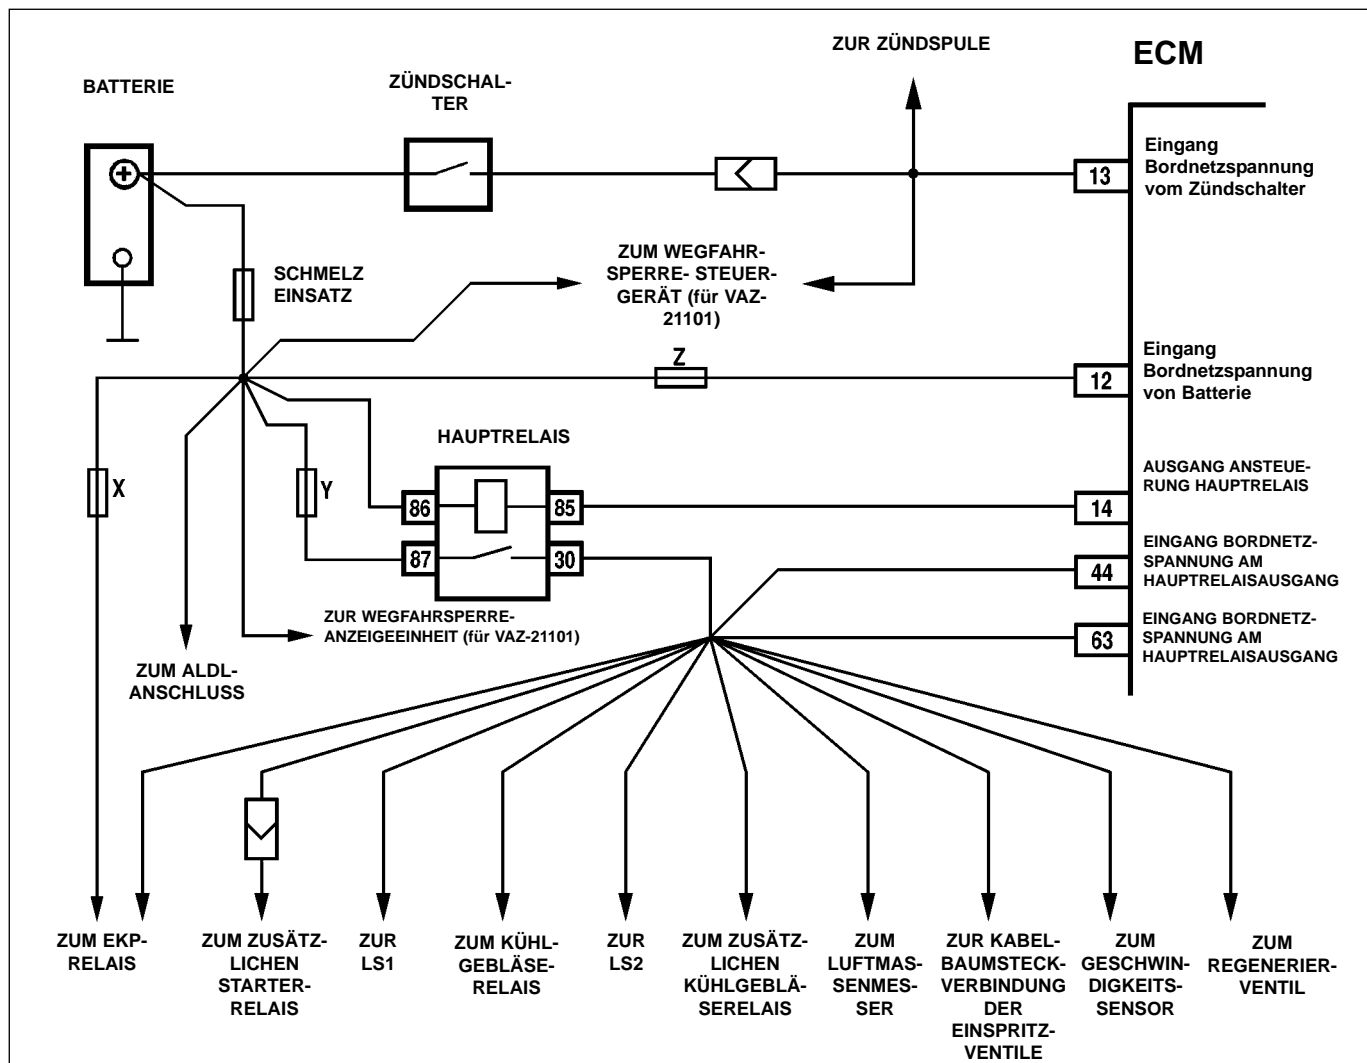 ZUR ZÜNDSPULE
ECM
BATTERIE
ZÜNDSCHAL-
TER
Eingang
Bordnetzspannung
vom Zündschalter
13
ZUM WEGFAHR-
SPERRE- STEUER-
GERÄT (für VAZ-
21101)
SCHMELZ
EINSATZ
Z
12
Eingang
Bordnetzspannung
von Batterie
HAUPTRELAIS
X
Y
86
85
87
30
14
AUSGANG ANSTEUE-
RUNG HAUPTRELAIS
44
EINGANG BORDNETZ-
SPANNUNG AM
HAUPTRELAISAUSGANG
63
EINGANG BORDNETZ-
SPANNUNG AM
HAUPTRELAISAUSGANG
ZUR WEGFAHRSPERRE-
ANZEIGEEINHEIT (für VAZ-21101)
ZUM ALDL-
ANSCHLUSS
ZUM EKP-
RELAIS
ZUM ZUSÄTZ-
LICHEN
STARTER-
RELAIS
ZUR
LS1
ZUM KÜHL-
GEBLÄSE-
RELAIS
ZUR
LS2
ZUM ZUSÄTZ-
LICHEN
KÜHLGEBLÄ-
SERELAIS
ZUM
LUFTMAS-
SENMES-
SER
ZUR KABEL-
BAUMSTECK-
VERBINDUNG
DER
EINSPRITZ-
VENTILE
ZUM
GESCHWIN-
DIGKEITS-
SENSOR
ZUM
REGENERIER-
VENTIL